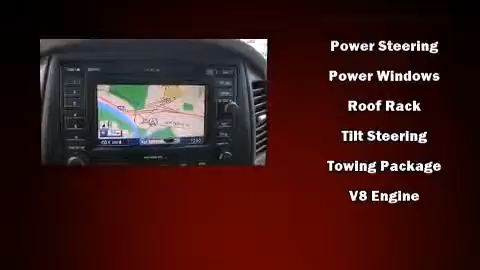 Power Steering
Power Windows
Roof Rack
Tilt Steering
Towing Package
V8 Engine